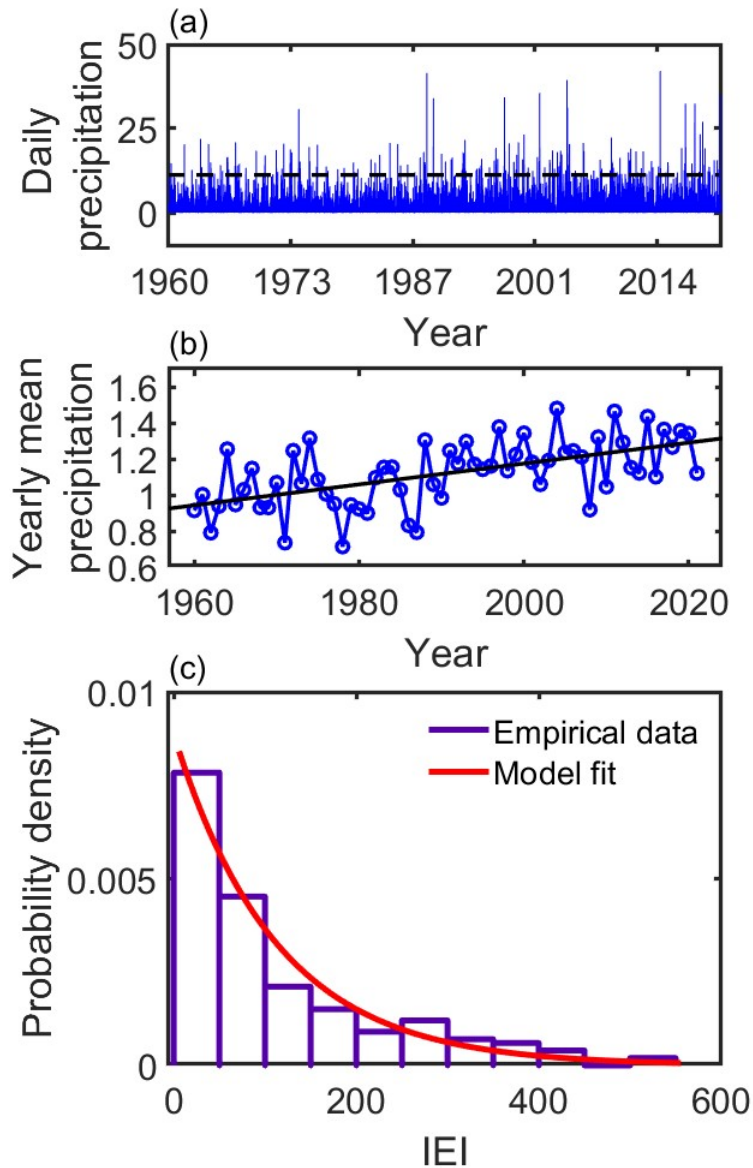 (a)
50
25
0
Daily
precipitation
1960 1973 1987 2001 2014
Year
(b)
1.6
1.4
1.2
1
0.8
0.6
Yearly mean
precipitation
1960 1980 2000 2020
Year
(c)
0.01
0.005
0
Probability density
Empirical data
Model fit
0 200 400 600
IEI